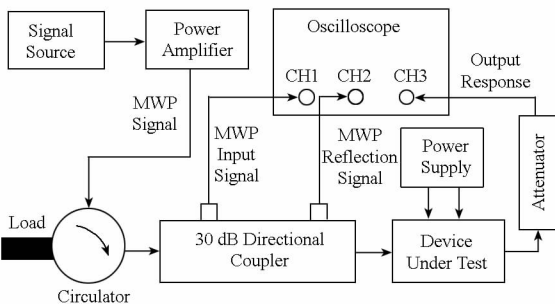 Signal
Source
Power
Amplifier
Oscilloscope
CH1
CH2
CH3
Output
Response
MWP
Signal
MWP
Input
Signal
MWP
Reflection
Signal
Power
Supply
Attenuator
Load
30 dB Directional
Coupler
Device
Under Test
Circulator